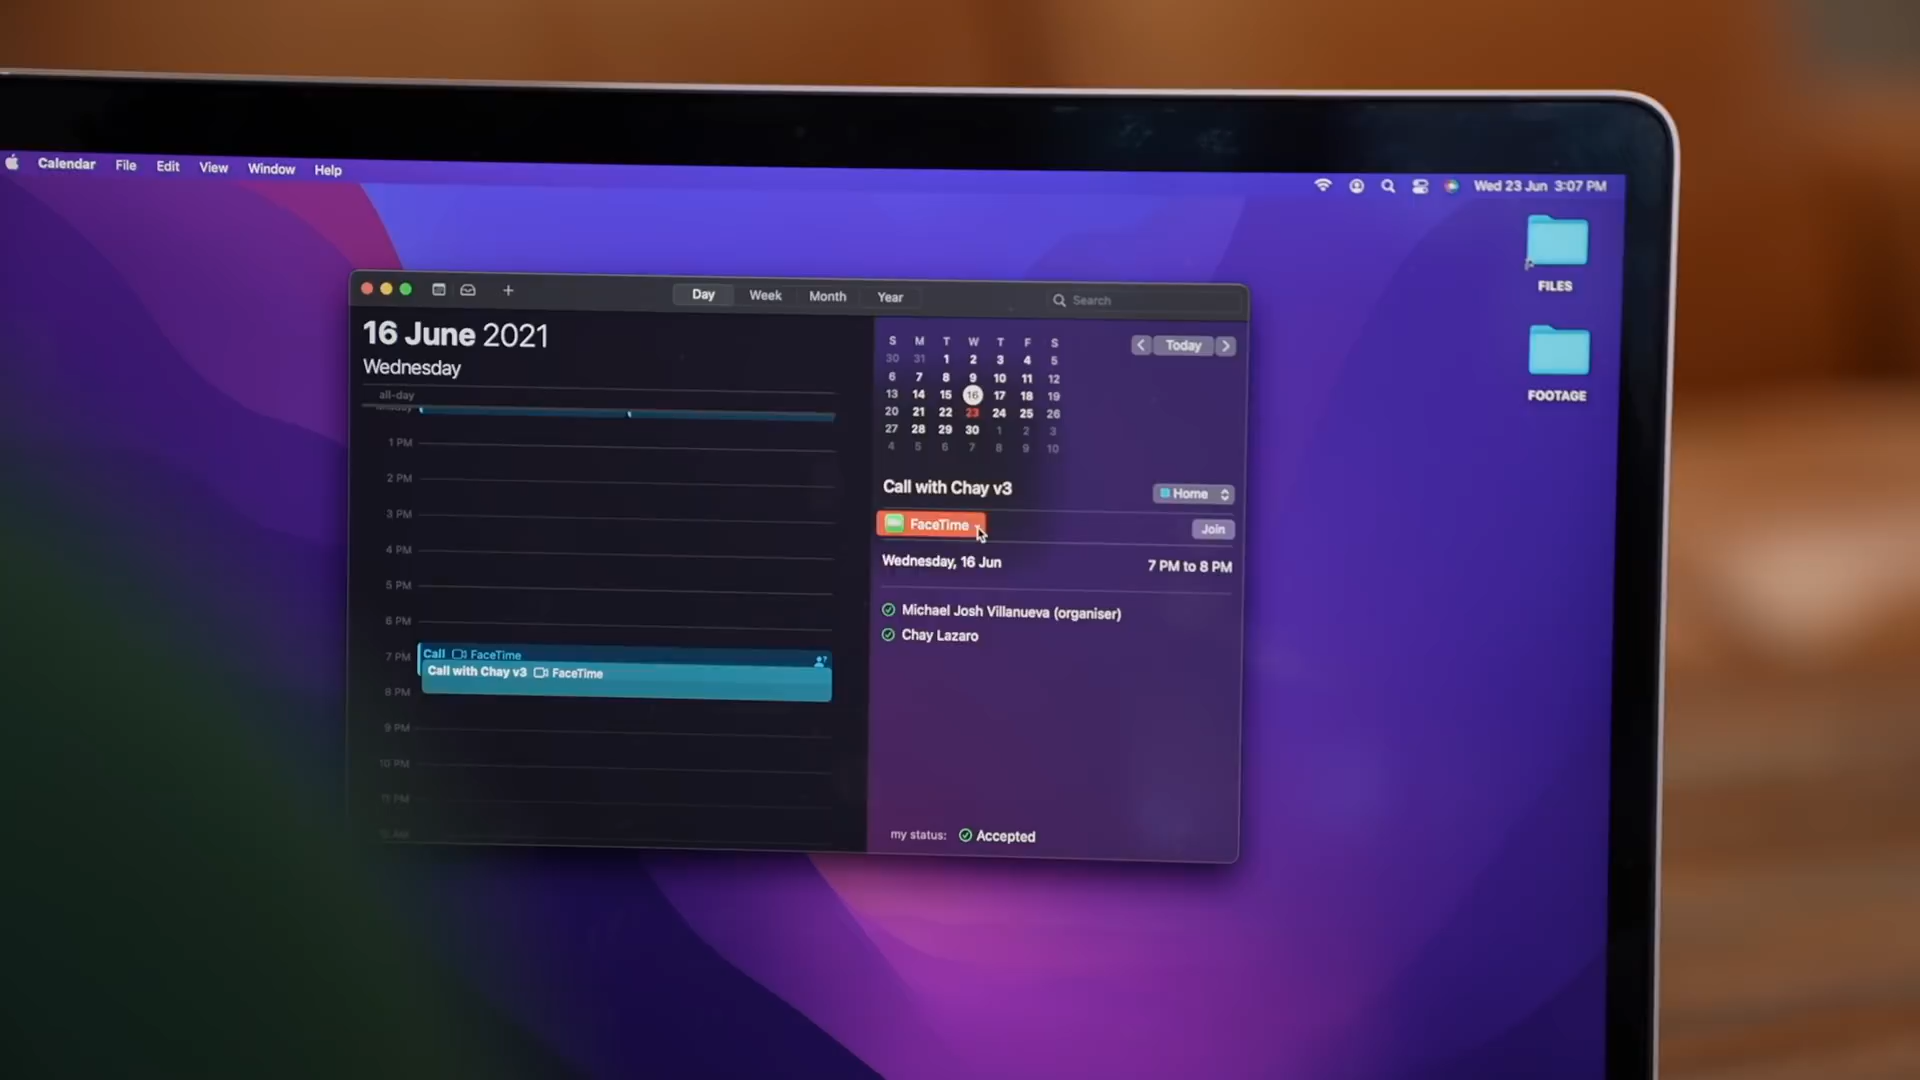 Calendar File Edit View Window Help
Wed 23 Jun 3:07 PM
FILES
FOOTAGE
Day Week Month Year
Search
16 June 2021
Wednesday
all-day
1 PM
2 PM
3 PM
4 PM
5 PM
6 PM
7 PM
8 PM
9 PM
10 PM
11 PM
Call FaceTime
Call with Chay v3 FaceTime
Today
S M T W T F S
30 31 1 2 3 4 5
6 7 8 9 10 11 12
13 14 15 16 17 18 19
20 21 22 23 24 25 26
27 28 29 30 1 2 3
4 5 6 7 8 9 10
Call with Chay v3
Home
FaceTime
Join
Wednesday, 16 Jun 7 PM to 8 PM
Michael Josh Villanueva (organiser)
Chay Lazaro
my status: Accepted